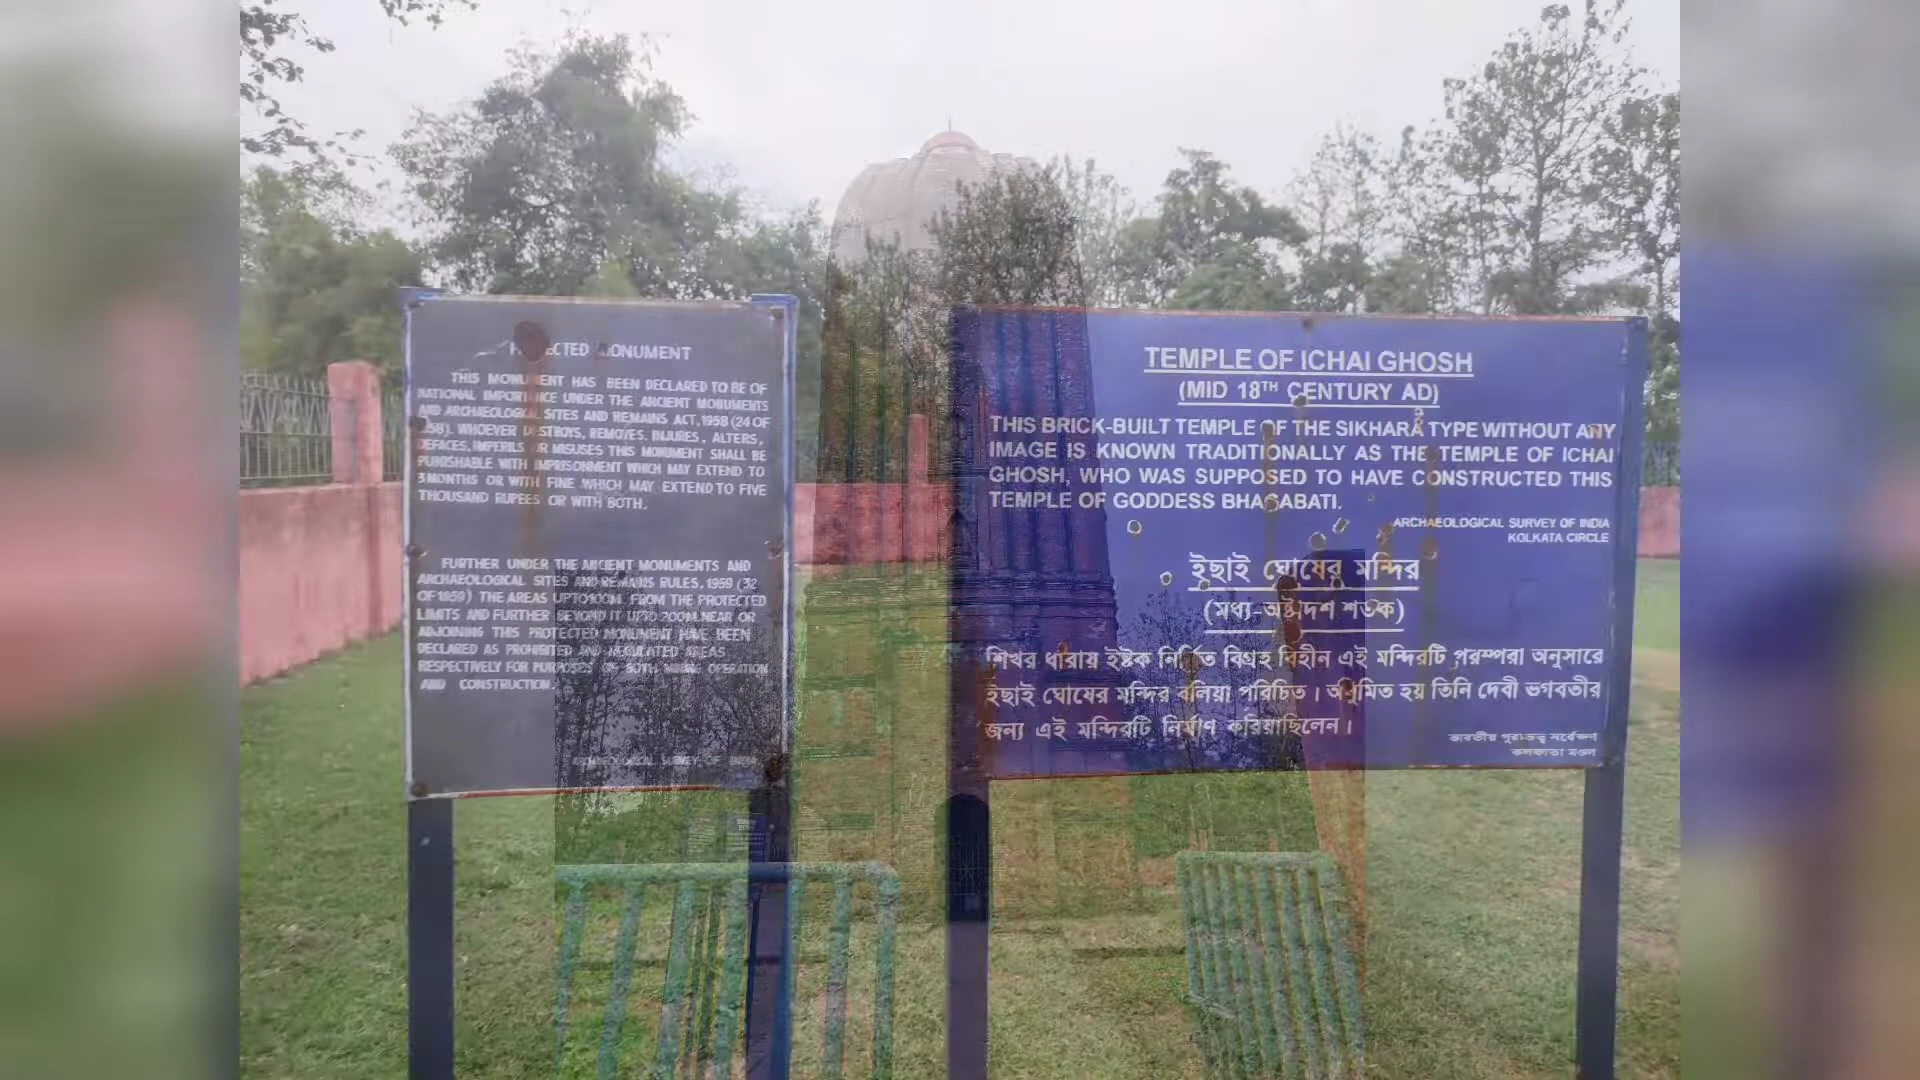 PROTECTED MONUMENT
THIS MONUMENT HAS BEEN DECLARED TO BE OF
NATIONAL IMPORTANCE UNDER THE ANCIENT MONUMENTS
AND ARCHAEOLOGICAL SITES AND REMAINS ACT, 1958 (24 OF
1958). WHOEVER DESTROYS, REMOVES, INJURES, ALTERS,
DEFACES, IMPERILS OR MISUSES THIS MONUMENT SHALL BE
PUNISHABLE WITH IMPRISONMENT WHICH MAY EXTEND TO
3 MONTHS OR WITH FINE WHICH MAY EXTEND TO FIVE
THOUSAND RUPEES OR WITH BOTH.
FURTHER UNDER THE ANCIENT MONUMENTS AND
ARCHAEOLOGICAL SITES AND REMAINS RULES, 1959 (32
OF 1959) THE AREAS UPTO 100M. FROM THE PROTECTED
LIMITS AND FURTHER BEYOND IT UPTO 200M. NEAR OR
ADJOINING THIS PROTECTED MONUMENT HAVE BEEN
DECLARED AS PROHIBITED AND REGULATED AREAS
RESPECTIVELY FOR PURPOSES OF BOTH MINING OPERATION
AND CONSTRUCTION.
ARCHAEOLOGICAL SURVEY OF INDIA
TEMPLE OF ICHAI GHOSH
(MID 18TH CENTURY AD)
THIS BRICK-BUILT TEMPLE OF THE SIKHARA TYPE WITHOUT ANY
IMAGE IS KNOWN TRADITIONALLY AS THE TEMPLE OF ICHAI
GHOSH, WHO WAS SUPPOSED TO HAVE CONSTRUCTED THIS
TEMPLE OF GODDESS BHAGABATI.
ARCHAEOLOGICAL SURVEY OF INDIA
KOLKATA CIRCLE
ইছাই ঘোষের মন্দির
(মধ্য-অষ্টাদশ শতক)
শিখর ধারায় ইষ্টক নির্মিত বিগ্রহ বিহীন এই মন্দিরটি পরম্পরা অনুসারে
ইছাই ঘোষের মন্দির বলিয়া পরিচিত। অনুমিত হয় তিনি দেবী ভগবতীর
জন্য এই মন্দিরটি নির্মাণ করিয়াছিলেন।
ভারতীয় পুরাতত্ত্ব সর্বেক্ষণ
কলকাতা মণ্ডল